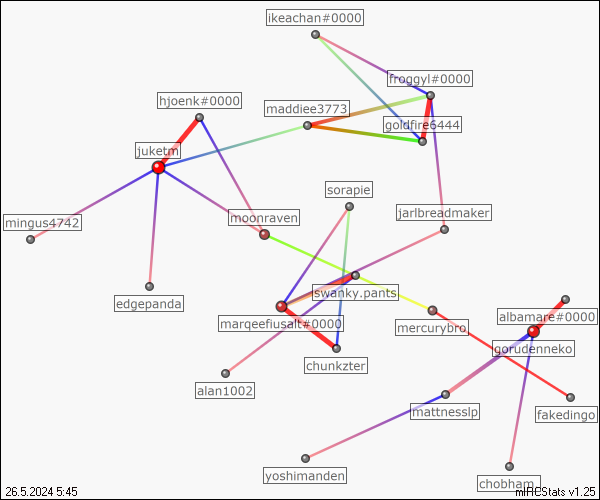 ikeachan#0000
froggyl#0000
hjoenk#0000
maddiee3773
goldfire6444
juketm
sorapie
mingus4742
moonraven
jarlbreadmaker
edgepanda
swanky.pants
albamare#0000
marqeefiusalt#0000
mercurybro
gorudenneko
chunkzter
alan1002
mattnesslp
fakedingo
yoshimanden
chobham_
26.5.2024 5:45
mIRCStats v1.25